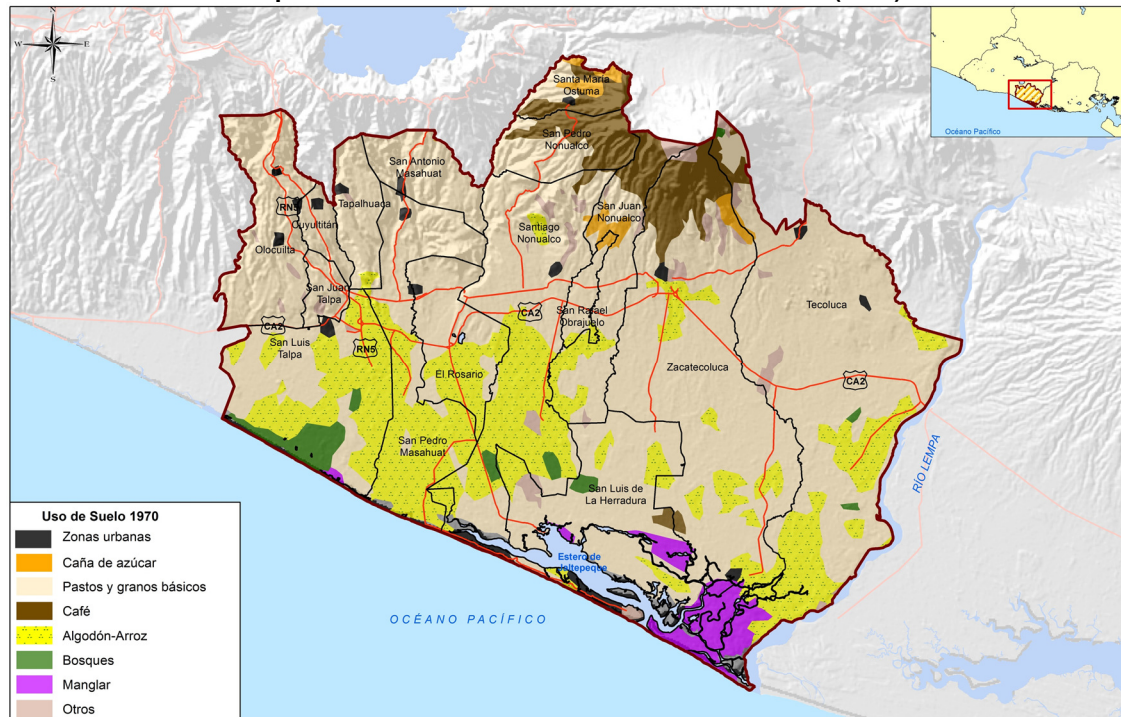 N
W
E
S
Océano Pacífico
Santa María
Ostuma
San Pedro
Nonualco
San Antonio
Masahuat
Tapalhuaca
RN5
Cuyultitán
Olocuilta
San Juan
Nonualco
Santiago
Nonualco
San Juan
Talpa
Tecoluca
CA2
San Rafael
Obrajuelo
CA2
San Luis
Talpa
RN5
Zacatecoluca
El Rosario
CA2
San Pedro
Masahuat
RÍO LEMPA
San Luis de
La Herradura
Estero de
Jaltepeque
OCÉANO PACÍFICO
Uso de Suelo 1970
Zonas urbanas
Caña de azúcar
Pastos y granos básicos
Café
Algodón-Arroz
Bosques
Manglar
Otros